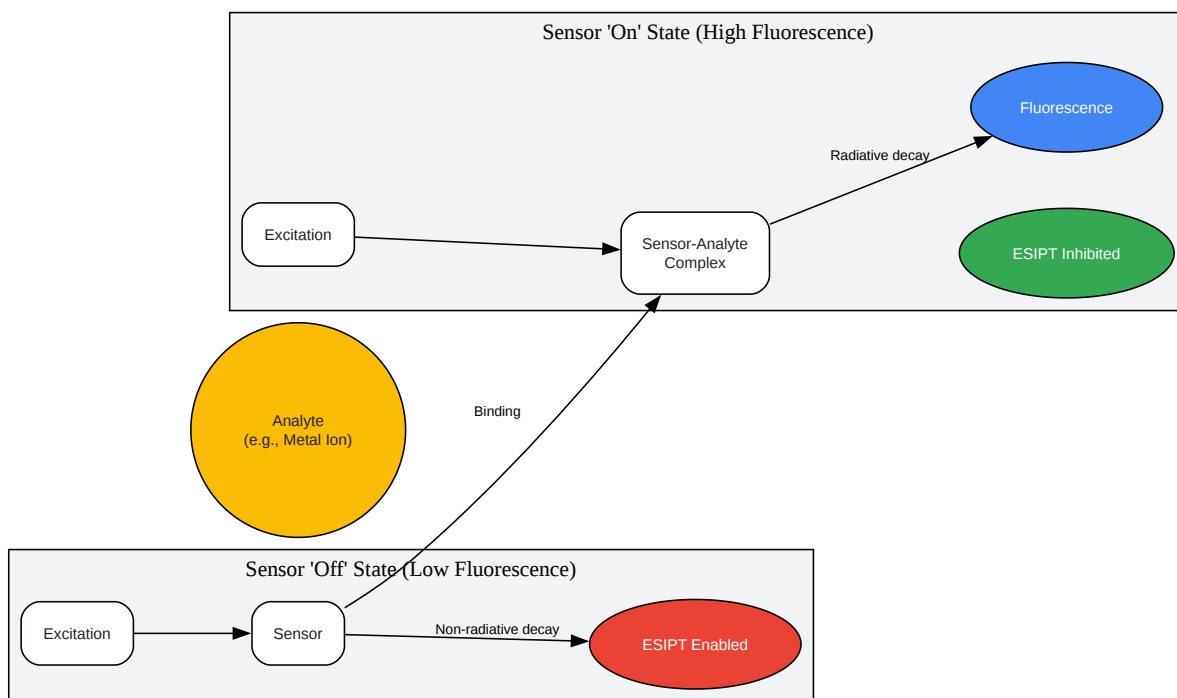 Sensor 'On' State (High Fluorescence)
Fluorescence
Radiative decay
Excitation
Sensor-Analyte
Complex
ESIPT Inhibited
Analyte
(e.g., Metal Ion)
Binding
Sensor 'Off' State (Low Fluorescence)
Excitation
Sensor
Non-radiative decay
ESIPT Enabled